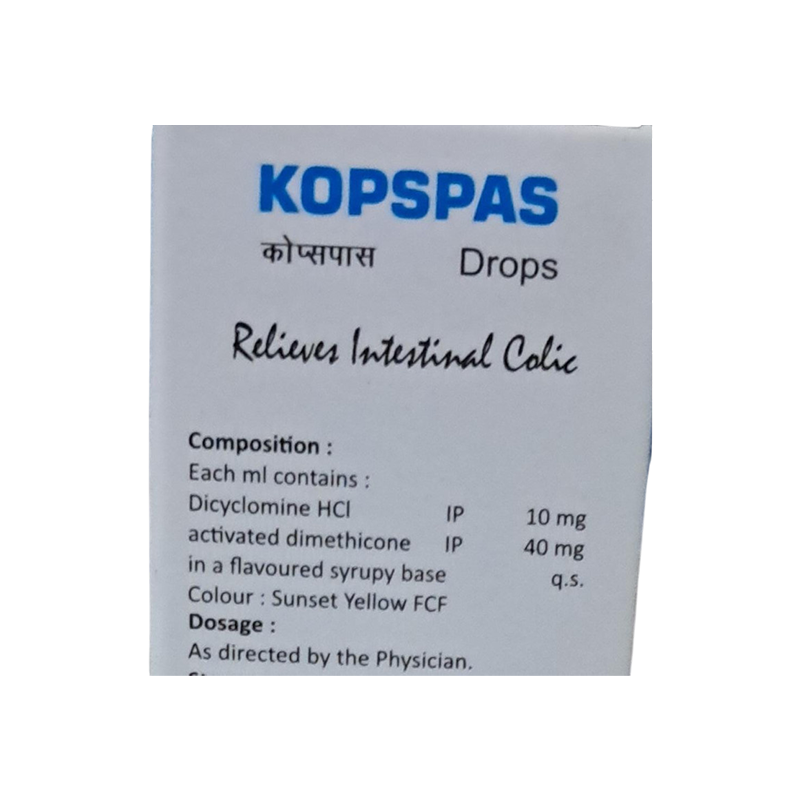 KOPSPAS
कोप्सपास Drops
Relieves Intestinal Colic
Composition :
Each ml contains :
Dicyclomine HCl IP 10 mg
activated dimethicone IP 40 mg
in a flavoured syrupy base q.s.
Colour : Sunset Yellow FCF
Dosage :
As directed by the Physician.